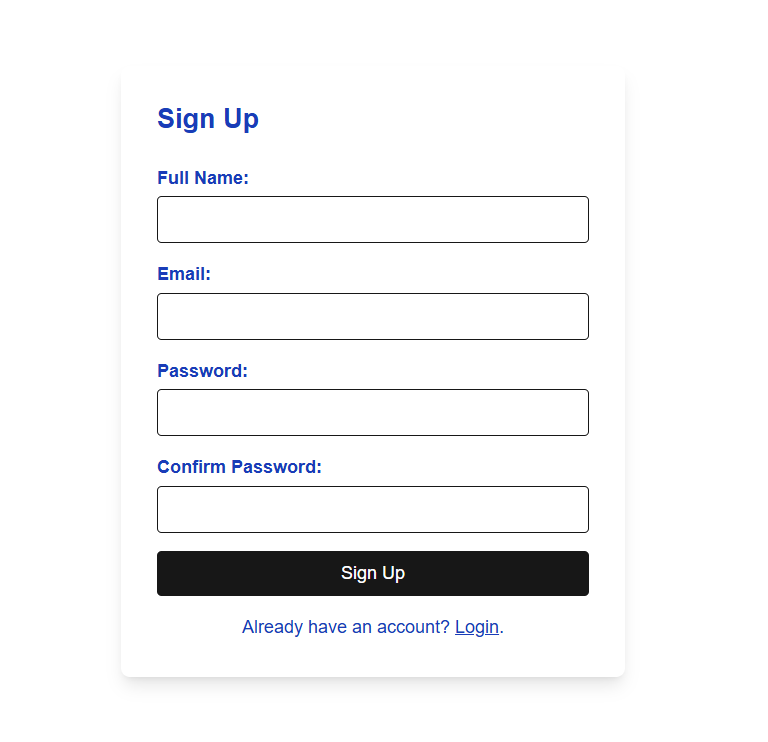 Sign Up
Full Name:
Email:
Password:
Confirm Password:
Sign Up
Already have an account? Login.